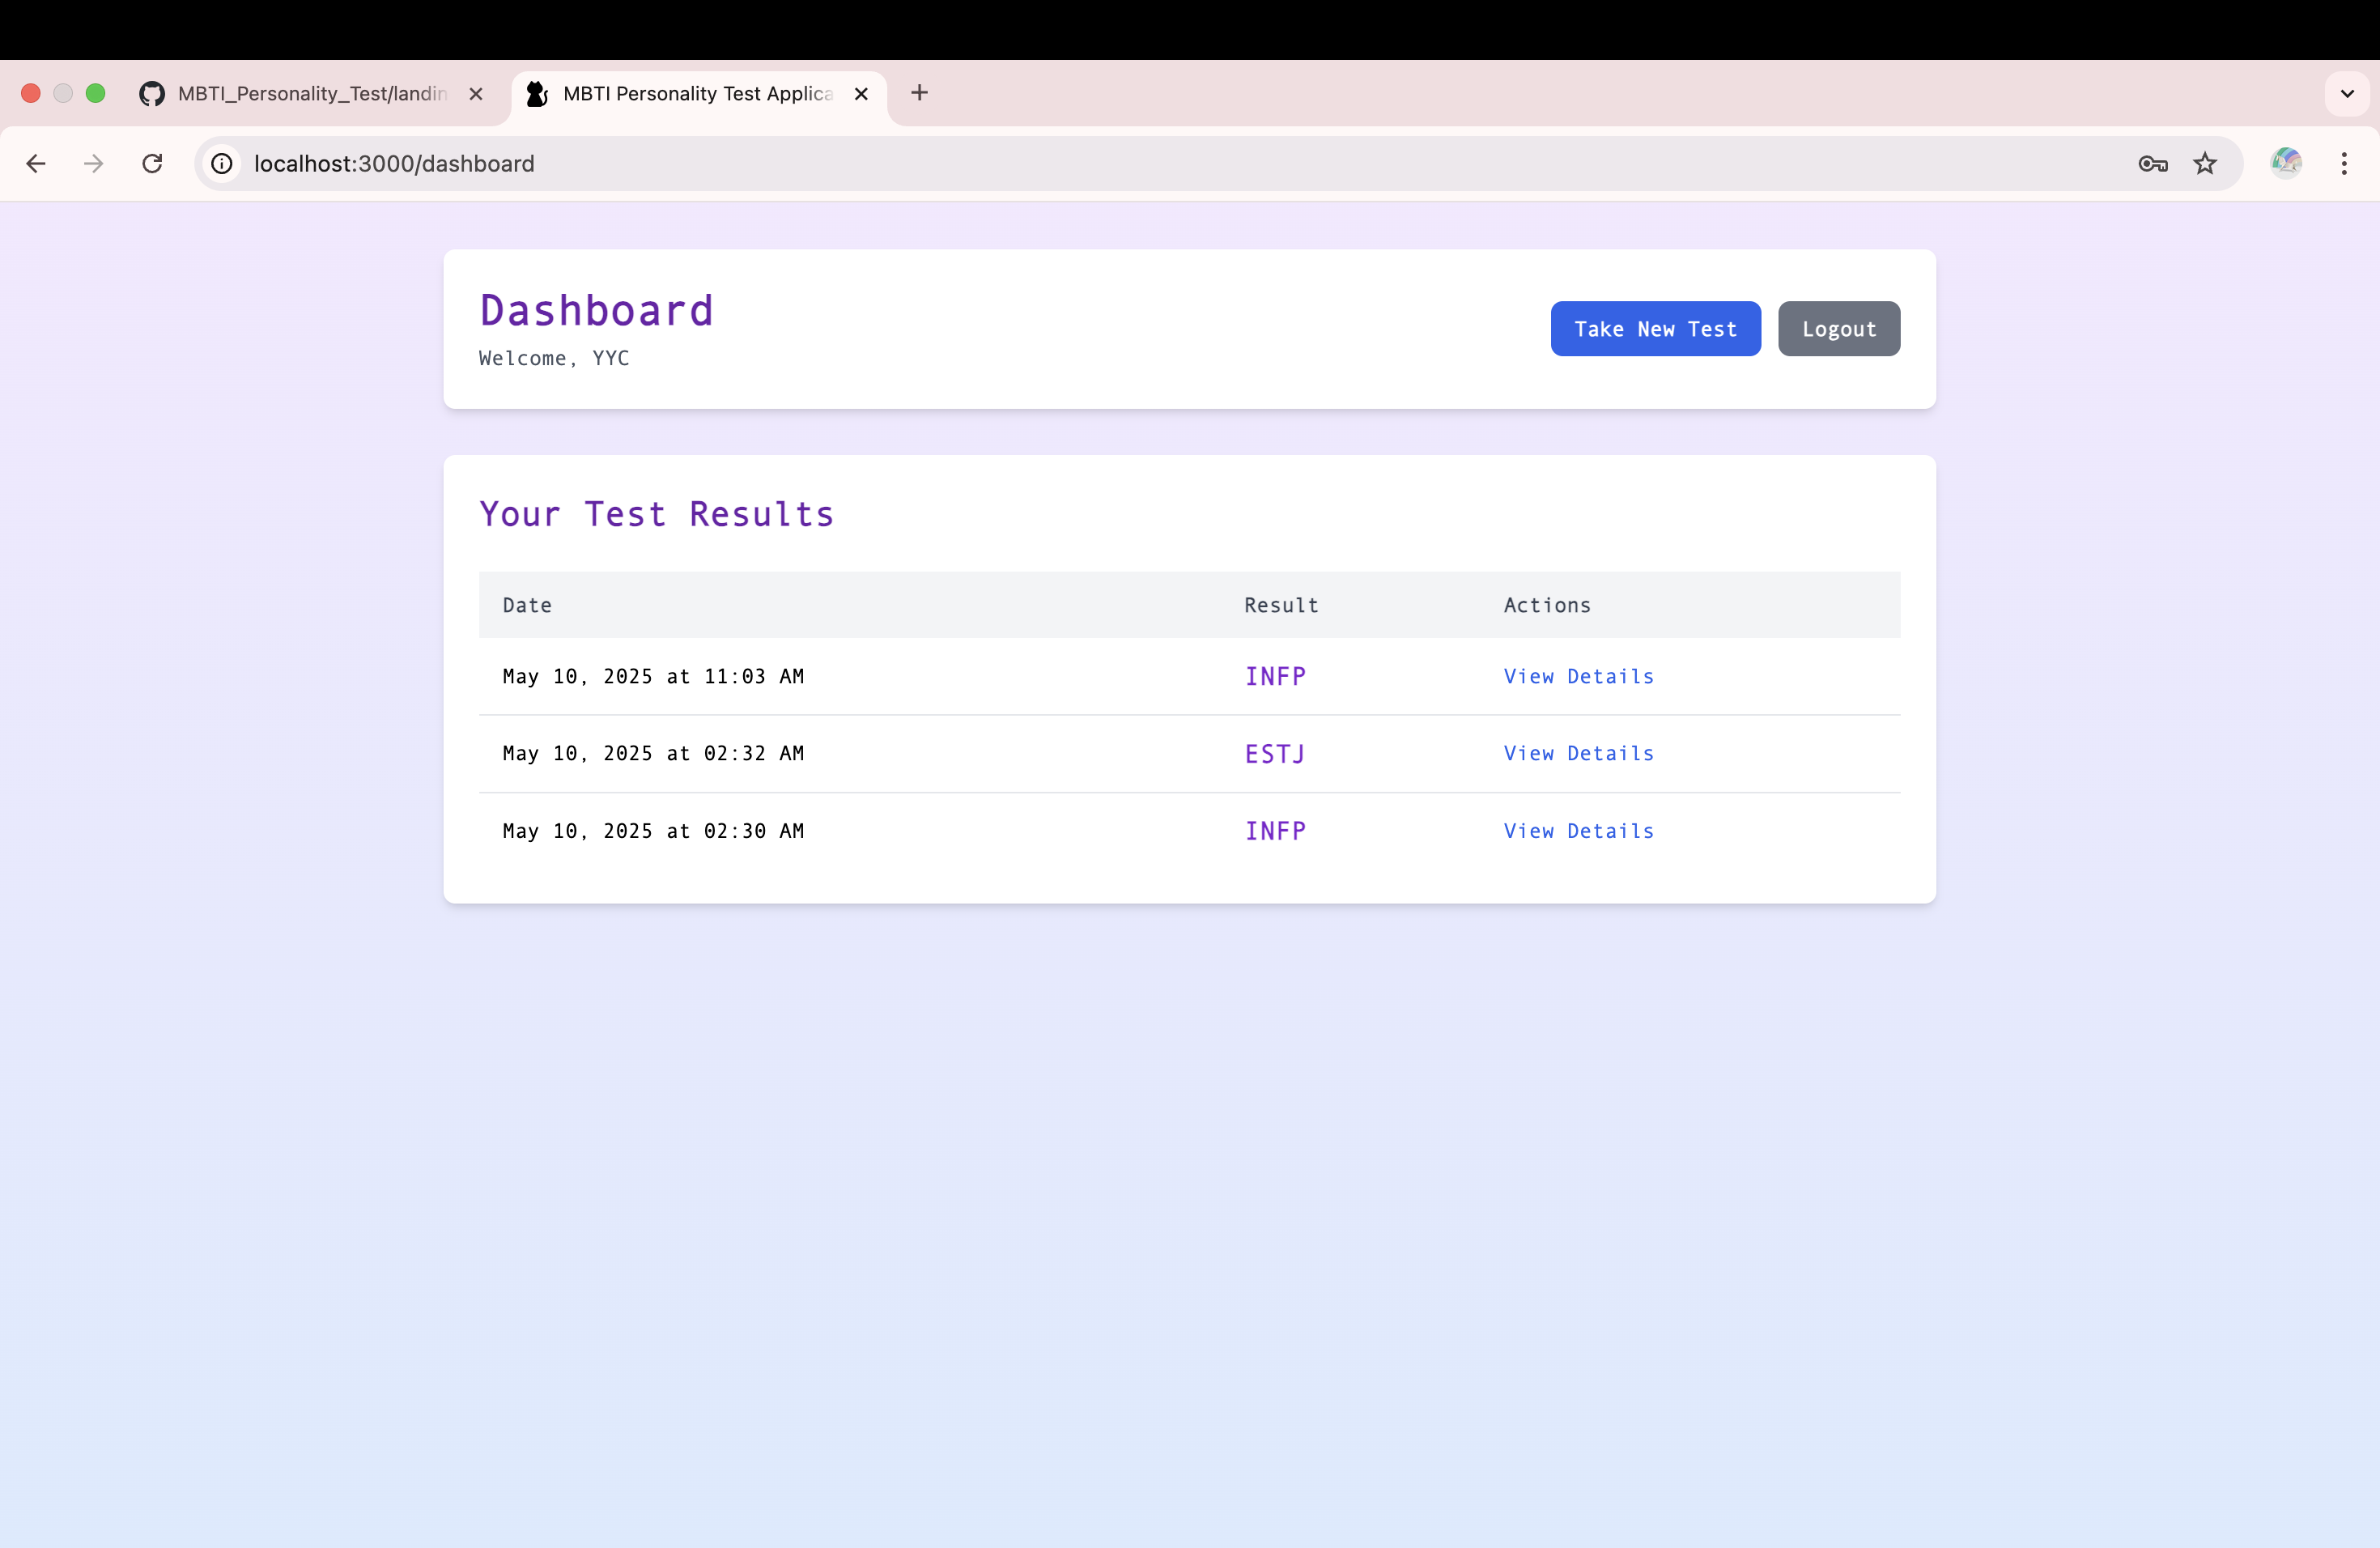 MBTI_Personality_Test/landin
MBTI Personality Test Applica
localhost:3000/dashboard
Dashboard
Welcome, YYC
Take New Test
Logout
Your Test Results
Date Result Actions
May 10, 2025 at 11:03 AM INFP View Details
May 10, 2025 at 02:32 AM ESTJ View Details
May 10, 2025 at 02:30 AM INFP View Details